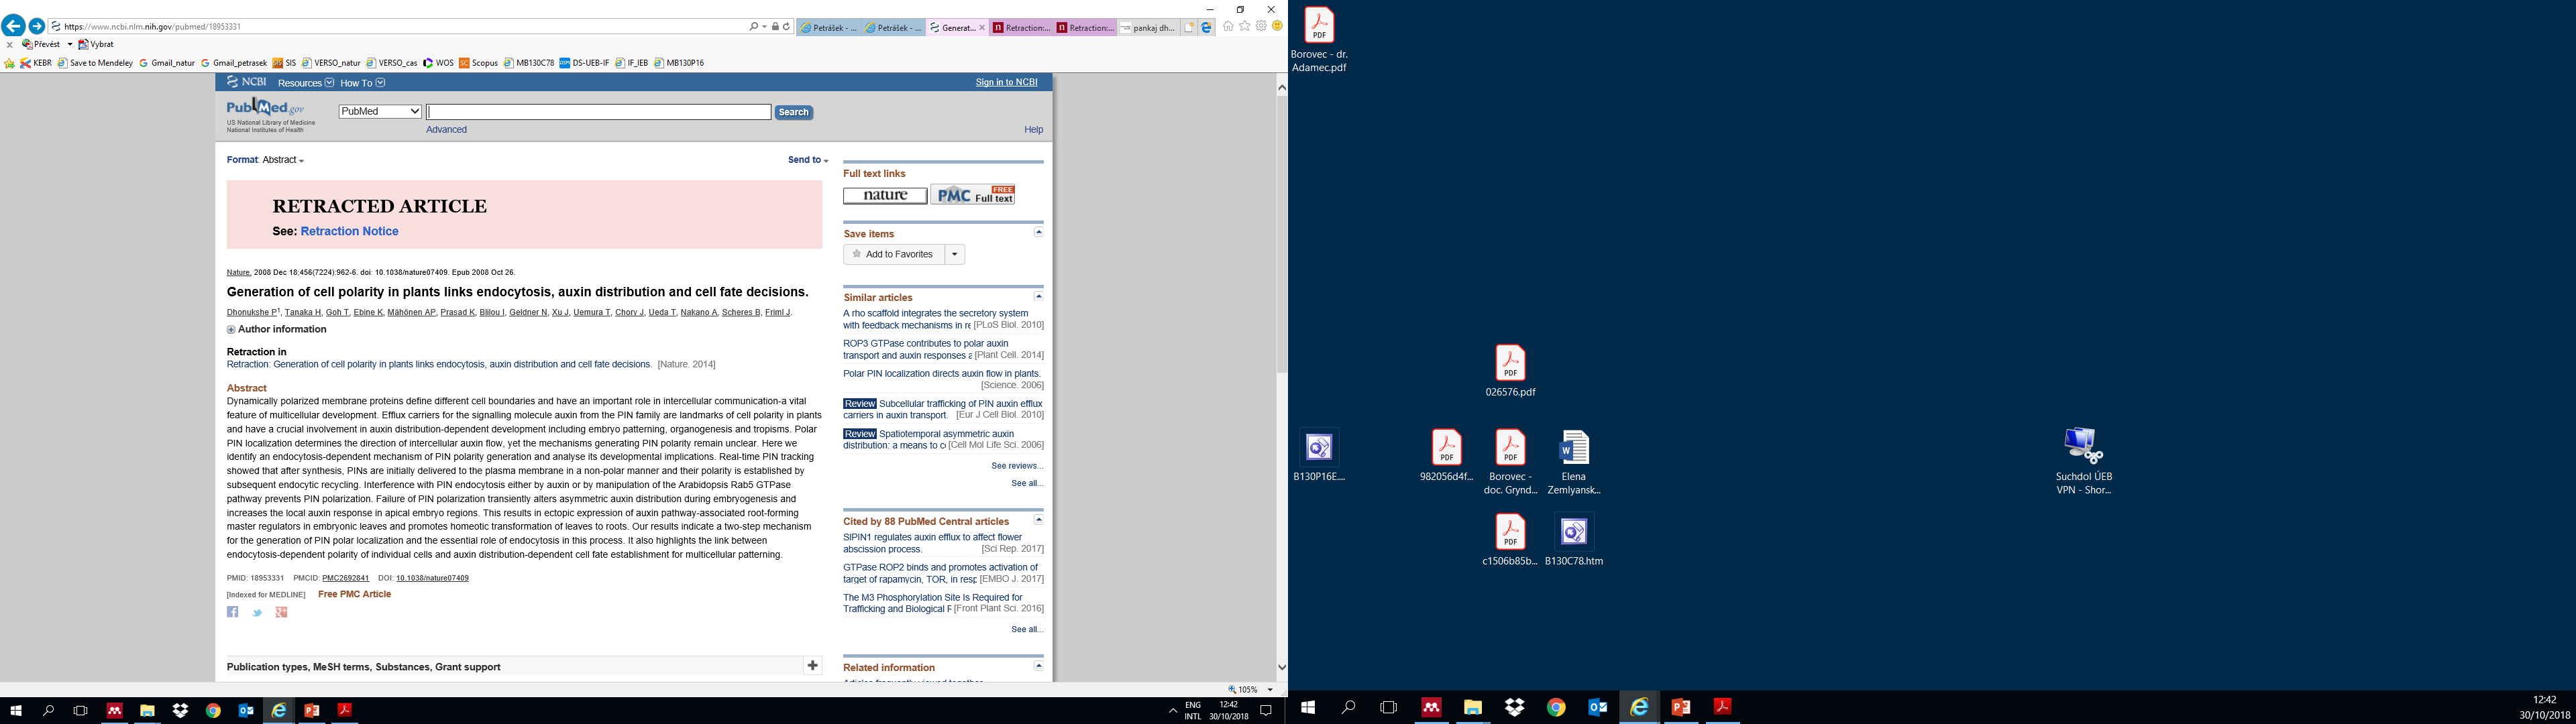 https://www.ncbi.nlm.nih.gov/pubmed/18953331
Petrášek - ...
Petrášek - ...
Generat...
Retraction:...
Retraction:...
pankaj dh...
x Převést Vybrat
KEBR Save to Mendeley Gmail_natur Gmail_petrasek SIS VERSO_natur VERSO_cas WOS Scopus MB130C78 DS-UEB-IF IF_IEB MB130P16
NCBI Resources How To Sign in to NCBI
PubMed.gov
US National Library of Medicine
National Institutes of Health
PubMed
Search
Advanced
Help
Format: Abstract
Send to
RETRACTED ARTICLE
See: Retraction Notice
Nature. 2008 Dec 18;456(7224):962-6. doi: 10.1038/nature07409. Epub 2008 Oct 26.
Generation of cell polarity in plants links endocytosis, auxin distribution and cell fate decisions.
Dhonukshe P1, Tanaka H, Goh T, Ebine K, Mähönen AP, Prasad K, Blilou I, Geldner N, Xu J, Uemura T, Chory J, Ueda T, Nakano A, Scheres B, Friml J.
Author information
Retraction in
Retraction: Generation of cell polarity in plants links endocytosis, auxin distribution and cell fate decisions. [Nature. 2014]
Abstract
Dynamically polarized membrane proteins define different cell boundaries and have an important role in intercellular communication-a vital
feature of multicellular development. Efflux carriers for the signalling molecule auxin from the PIN family are landmarks of cell polarity in plants
and have a crucial involvement in auxin distribution-dependent development including embryo patterning, organogenesis and tropisms. Polar
PIN localization determines the direction of intercellular auxin flow, yet the mechanisms generating PIN polarity remain unclear. Here we
identify an endocytosis-dependent mechanism of PIN polarity generation and analyse its developmental implications. Real-time PIN tracking
showed that after synthesis, PINs are initially delivered to the plasma membrane in a non-polar manner and their polarity is established by
subsequent endocytic recycling. Interference with PIN endocytosis either by auxin or by manipulation of the Arabidopsis Rab5 GTPase
pathway prevents PIN polarization. Failure of PIN polarization transiently alters asymmetric auxin distribution during embryogenesis and
increases the local auxin response in apical embryo regions. This results in ectopic expression of auxin pathway-associated root-forming
master regulators in embryonic leaves and promotes homeotic transformation of leaves to roots. Our results indicate a two-step mechanism
for the generation of PIN polar localization and the essential role of endocytosis in this process. It also highlights the link between
endocytosis-dependent polarity of individual cells and auxin distribution-dependent cell fate establishment for multicellular patterning.
PMID: 18953331 PMCID: PMC2692841 DOI: 10.1038/nature07409
[Indexed for MEDLINE] Free PMC Article
Publication types, MeSH terms, Substances, Grant support
Full text links
nature
PMC FREE Full text
Save items
Add to Favorites
Similar articles
A rho scaffold integrates the secretory system
with feedback mechanisms in re [PLoS Biol. 2010]
ROP3 GTPase contributes to polar auxin
transport and auxin responses a [Plant Cell. 2014]
Polar PIN localization directs auxin flow in plants.
[Science. 2006]
Review Subcellular trafficking of PIN auxin efflux
carriers in auxin transport. [Eur J Cell Biol. 2010]
Review Spatiotemporal asymmetric auxin
distribution: a means to co [Cell Mol Life Sci. 2006]
See reviews...
See all...
Cited by 88 PubMed Central articles
SlPIN1 regulates auxin efflux to affect flower
abscission process. [Sci Rep. 2017]
GTPase ROP2 binds and promotes activation of
target of rapamycin, TOR, in resp [EMBO J. 2017]
The M3 Phosphorylation Site Is Required for
Trafficking and Biological F [Front Plant Sci. 2016]
See all...
Related information
105%
ENG
INTL
12:42
30/10/2018
PDF
Borovec - dr.
Adamec.pdf
PDF
026576.pdf
B130P16E....
PDF
982056d4f...
PDF
Borovec -
doc. Grynd...
Elena
Zemlyansk...
Suchdol ÚEB
VPN - Shor...
PDF
c1506b85b...
B130C78.htm
12:42
30/10/2018